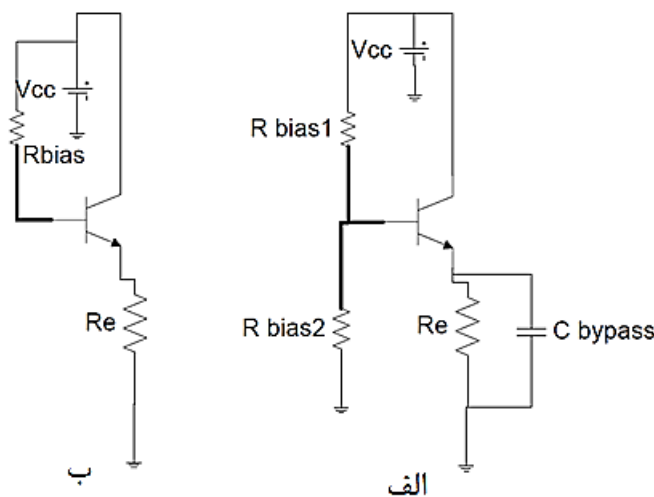 Vcc
Rbias
Re
ب
Vcc
R bias1
R bias2
Re
C bypass
الف